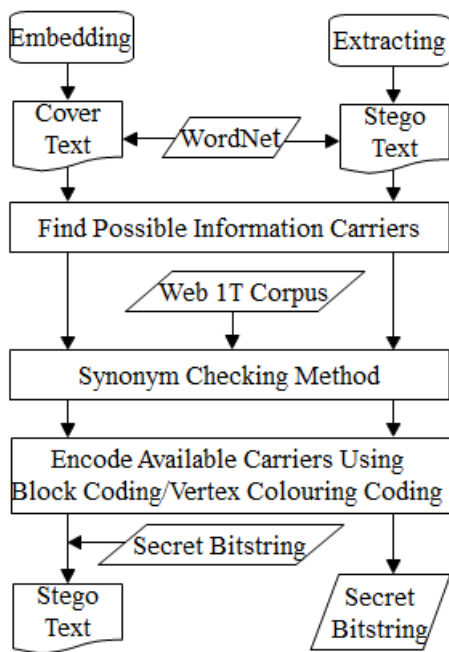 Embedding
Extracting
Cover
Text
WordNet
Stego
Text
Find Possible Information Carriers
Web 1T Corpus
Synonym Checking Method
Encode Available Carriers Using
Block Coding/Vertex Colouring Coding
Secret Bitstring
Stego
Text
Secret
Bitstring